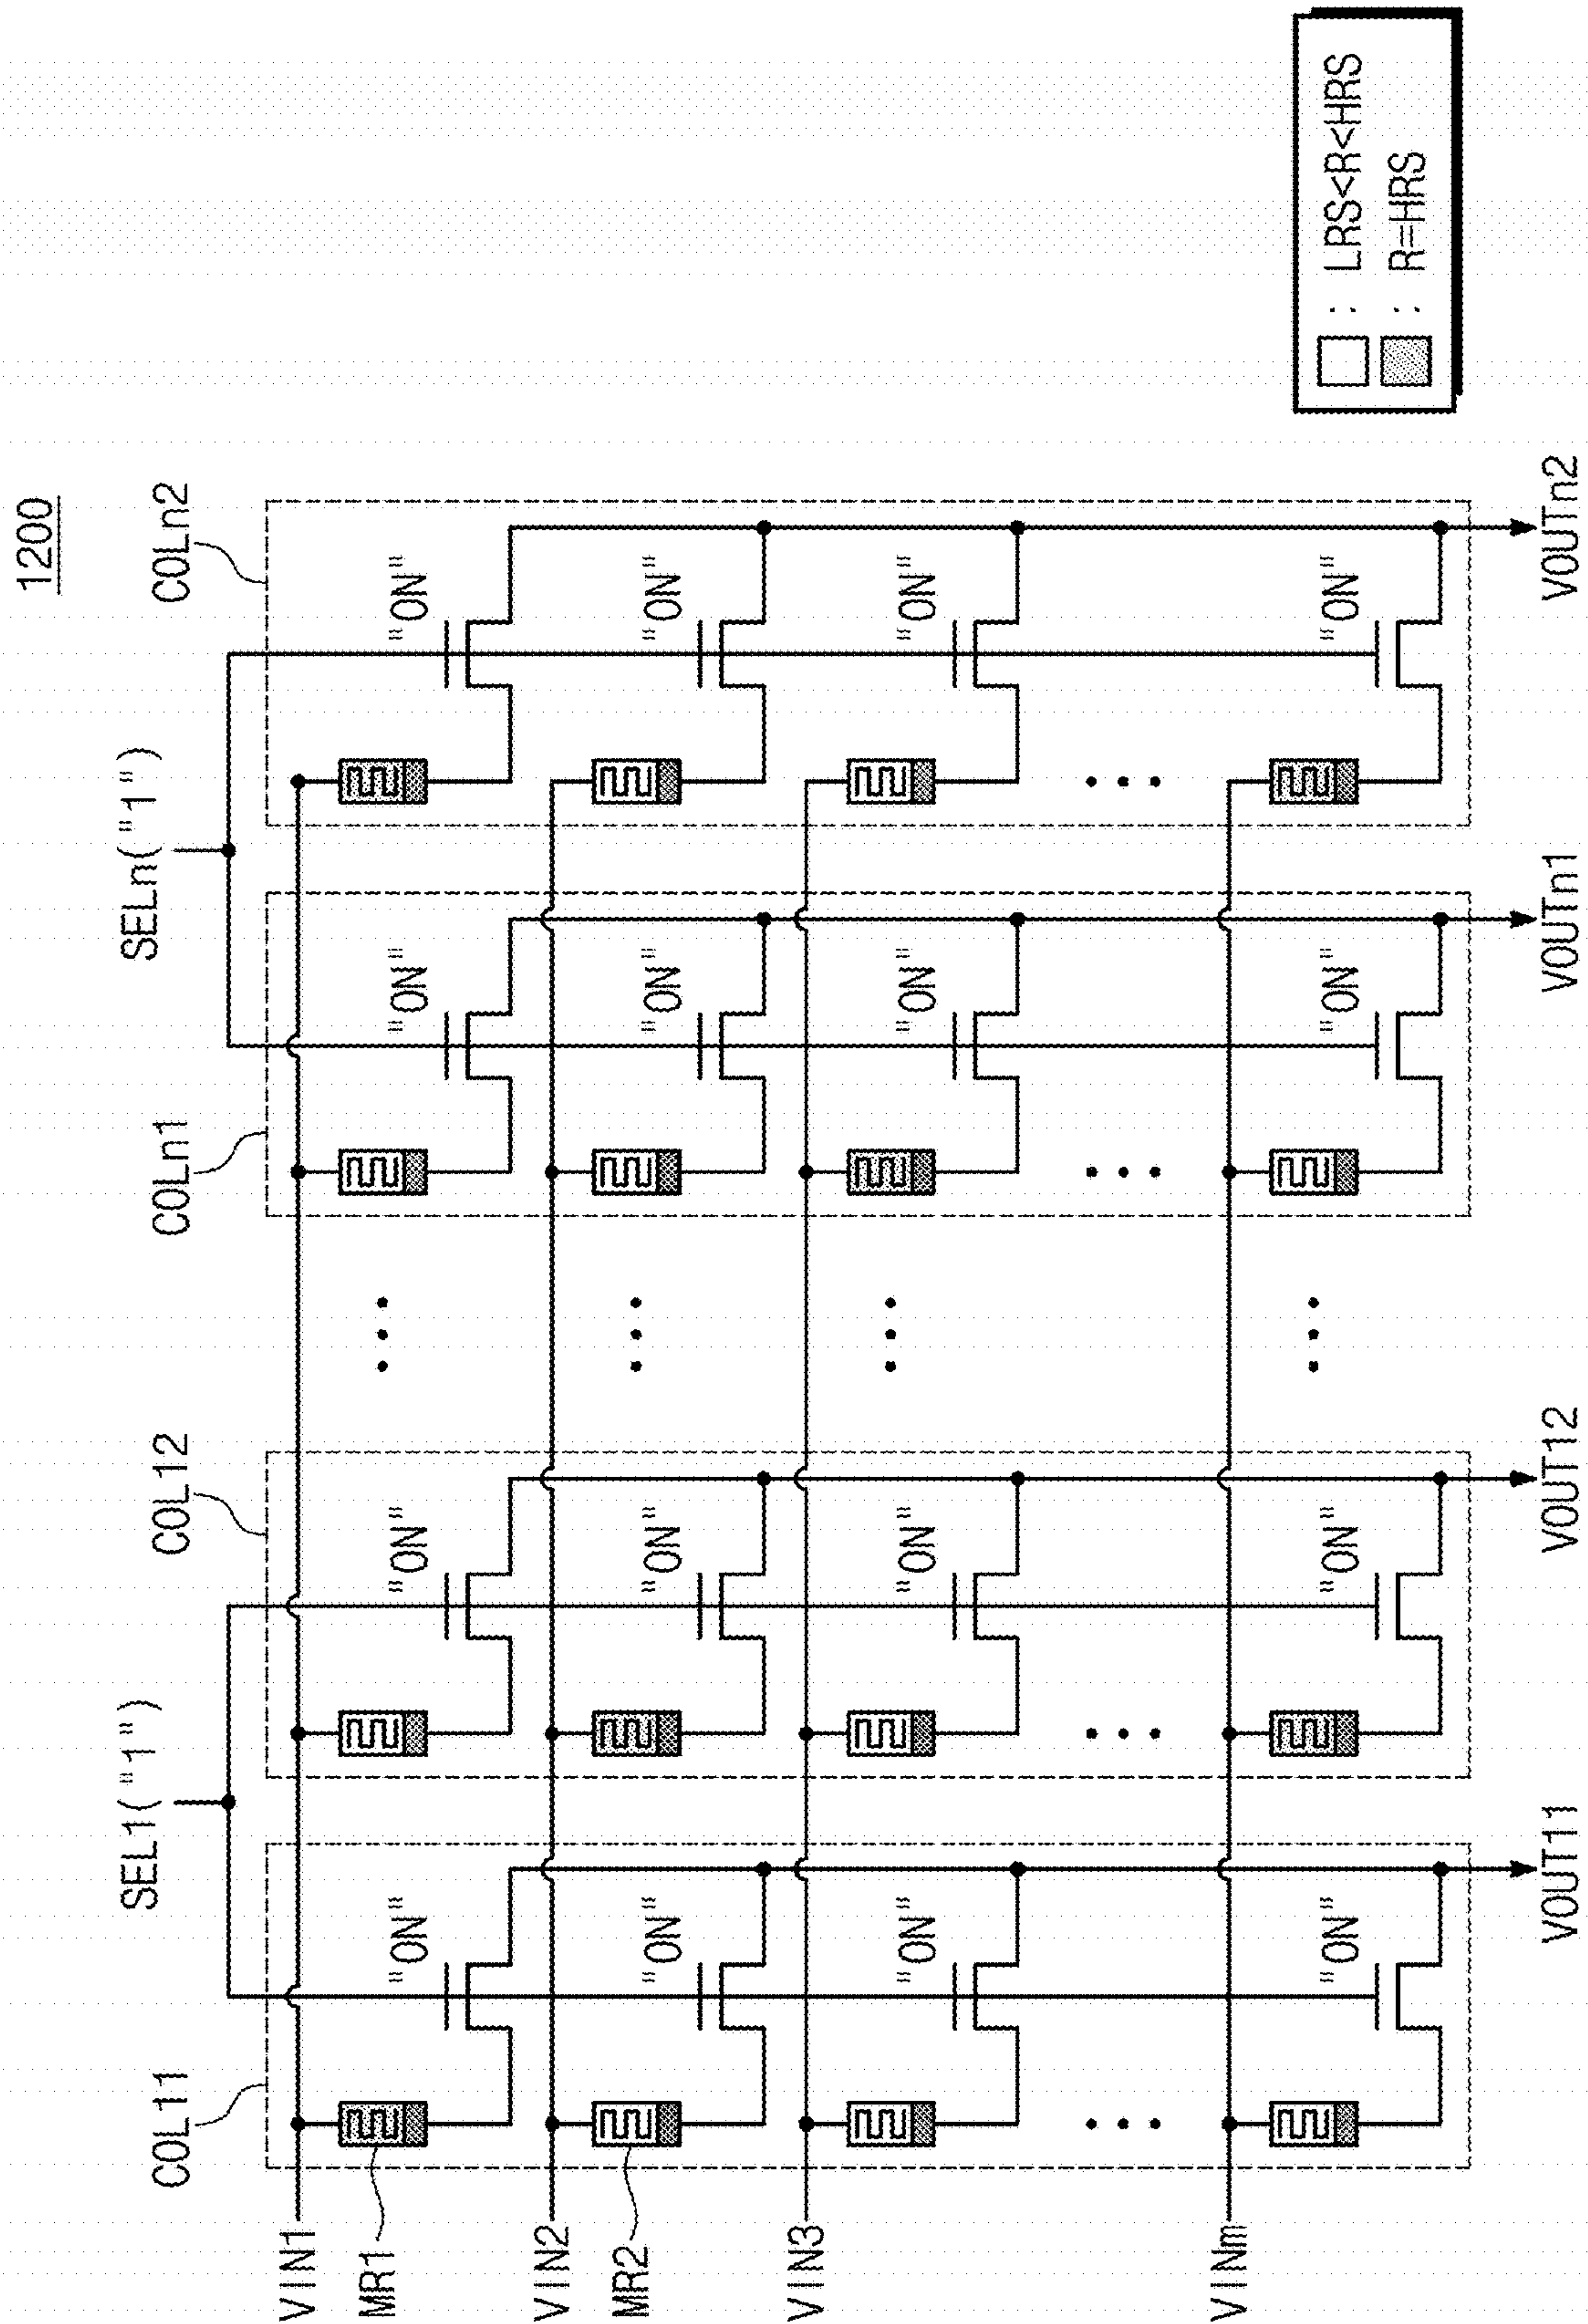 1200
SEL1("1")
SELn("1")
COL11
COL12
COLn1
COLn2
VIN1
"ON"
"ON"
"ON"
"ON"
MR1
VIN2
"ON"
"ON"
"ON"
"ON"
MR2
VIN3
"ON"
"ON"
"ON"
"ON"
VINm
"ON"
"ON"
"ON"
"ON"
VOUT11
VOUT12
VOUTn1
VOUTn2
: LRS<R<HRS
: R=HRS